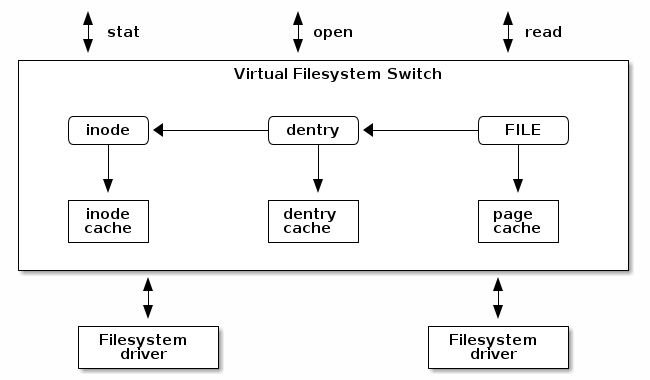 stat
open
read
Virtual Filesystem Switch
inode
dentry
FILE
inode
cache
dentry
cache
page
cache
Filesystem
driver
Filesystem
driver